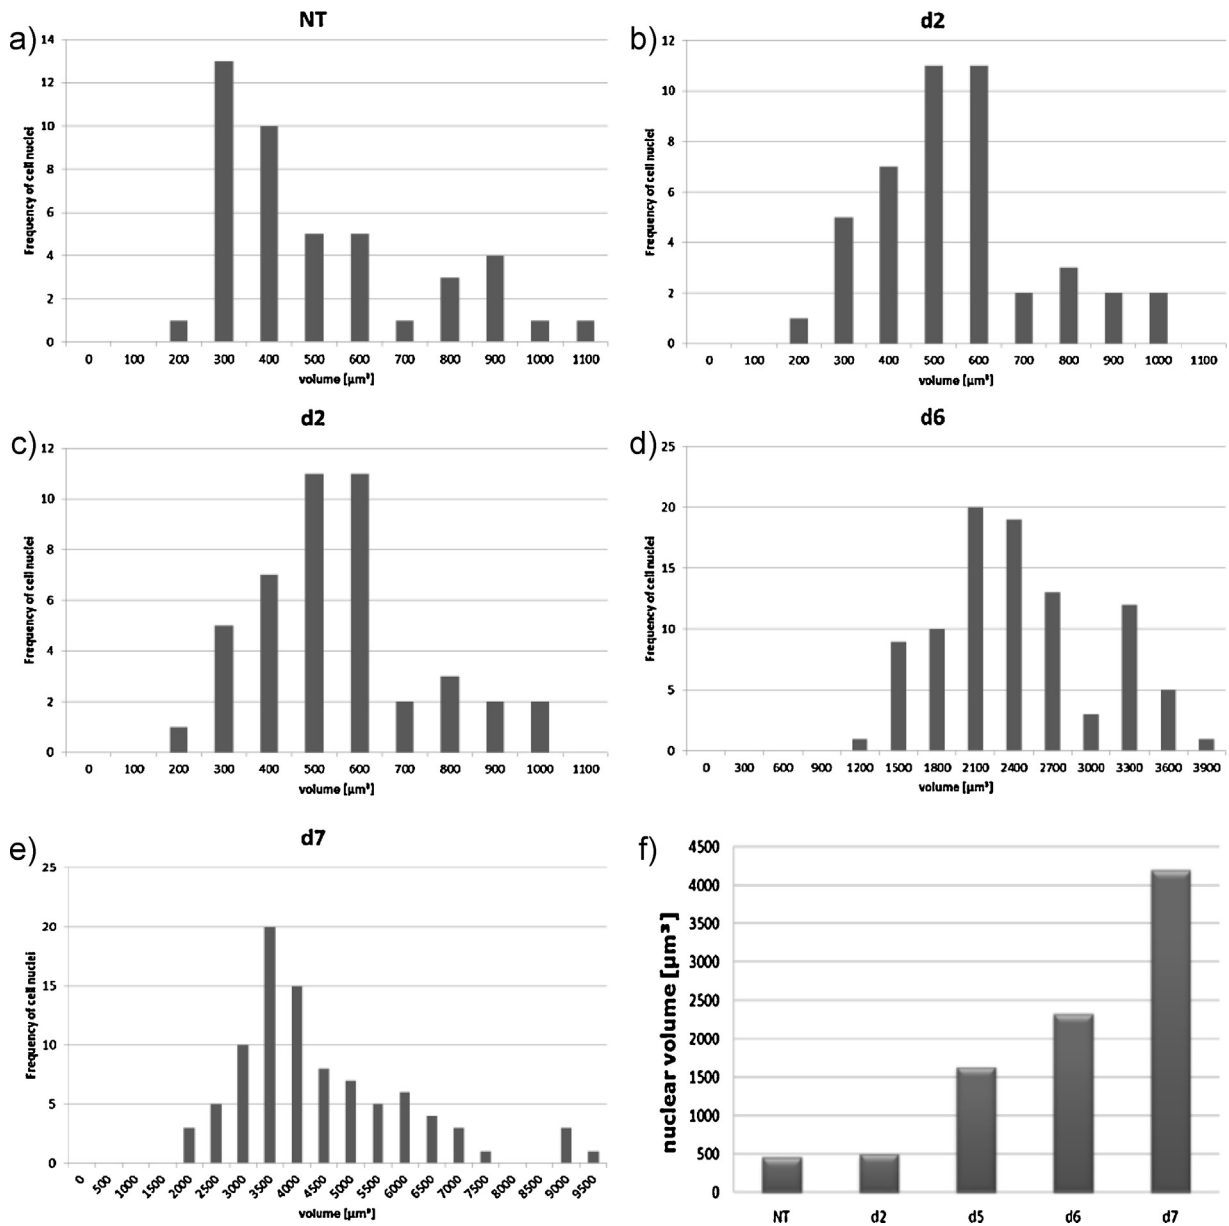 NT
a)
14
12
10
8
6
4
2
0
Frequency of cell nuclei
0 100 200 300 400 500 600 700 800 900 1000 1100
volume [µm³]
d2
b)
12
10
8
6
4
2
0
Frequency of cell nuclei
0 100 200 300 400 500 600 700 800 900 1000 1100
volume [µm³]
d2
c)
12
10
8
6
4
2
0
Frequency of cell nuclei
0 100 200 300 400 500 600 700 800 900 1000 1100
volume [µm³]
d6
d)
25
20
15
10
5
0
Frequency of cell nuclei
0 300 600 900 1200 1500 1800 2100 2400 2700 3000 3300 3600 3900
volume [µm³]
d7
e)
25
20
15
10
5
0
Frequency of cell nuclei
0 500 1000 1500 2000 2500 3000 3500 4000 4500 5000 5500 6000 6500 7000 7500 8000 8500 9000 9500
volume [µm³]
f)
4500
4000
3500
3000
2500
2000
1500
1000
500
0
nuclear volume [µm³]
NT d2 d5 d6 d7